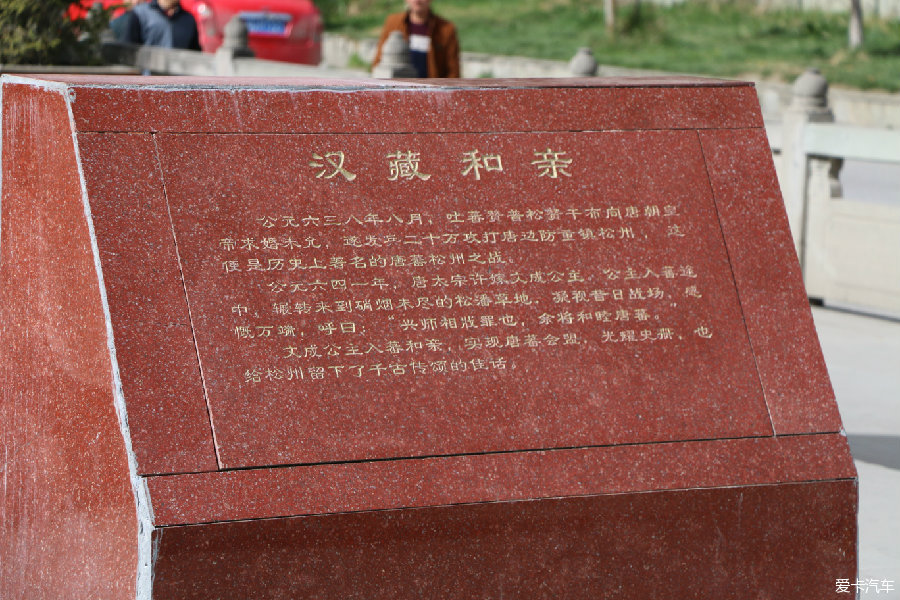 汉藏和亲
公元六三八年八月，吐蕃赞普松赞干布向唐朝皇
帝求婚未允，遂发兵二十万攻打唐边防重镇松州，这
便是历史上著名的唐蕃松州之战。
公元六四一年，唐太宗许嫁文成公主，公主入蕃途
中，辗转来到硝烟未尽的松潘草地，凝视昔日战场，感
慨万端，呼曰：“兴师相戕罪也，余将和睦唐蕃。”
文成公主入蕃和亲，实现唐蕃会盟，光耀史册，也
给松州留下了千古传颂的佳话。
爱卡汽车